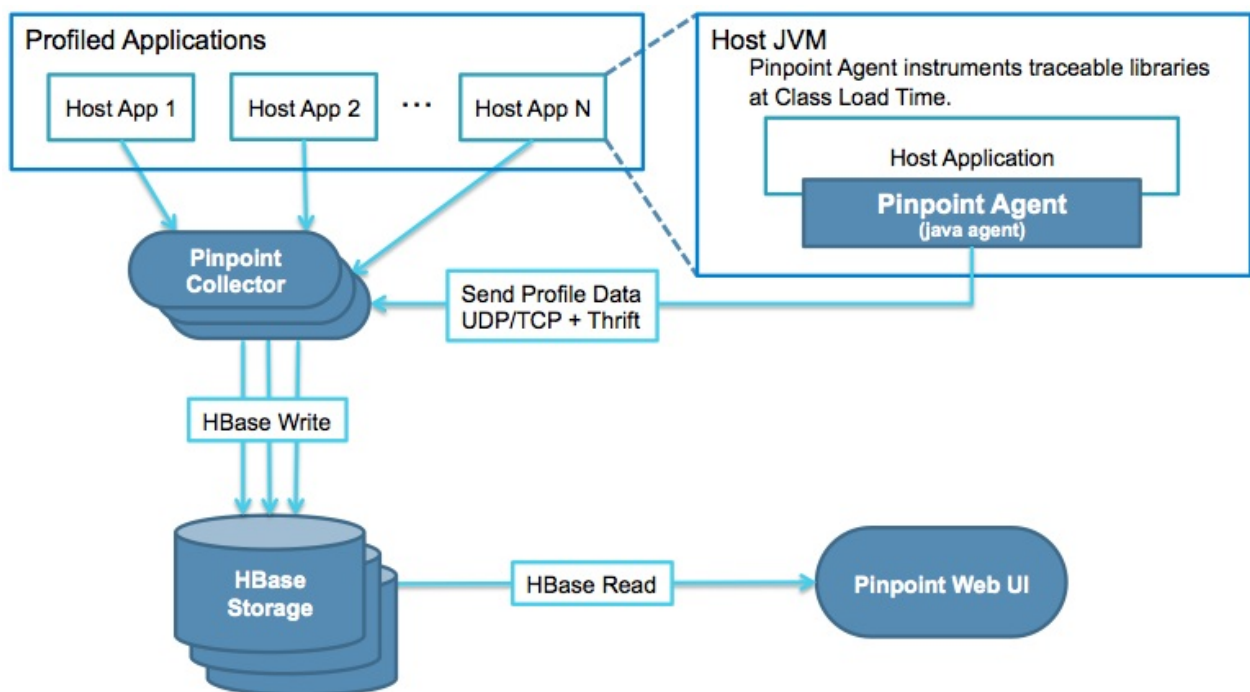 Profiled Applications
Host App 1
Host App 2
...
Host App N
Host JVM
Pinpoint Agent instruments traceable libraries
at Class Load Time.
Host Application
Pinpoint Agent
(java agent)
Pinpoint
Collector
Send Profile Data
UDP/TCP + Thrift
HBase Write
HBase
Storage
HBase Read
Pinpoint Web UI